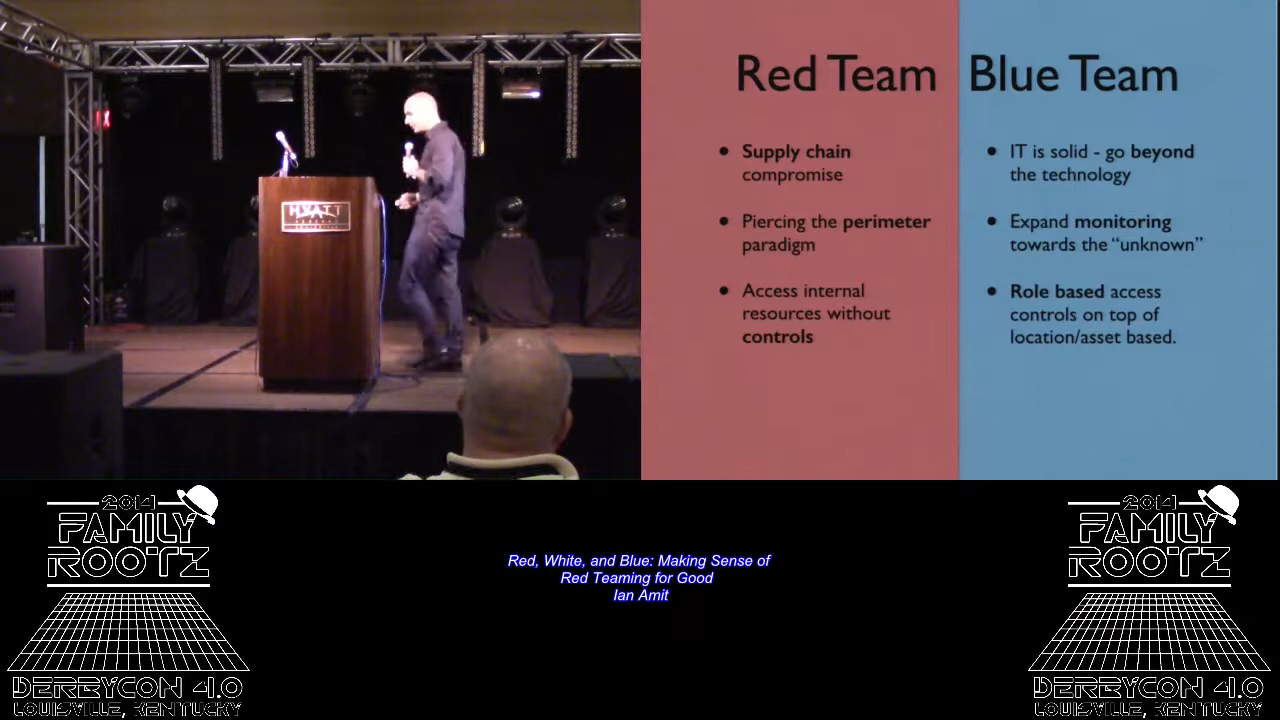 HYATT
Red Team
Supply chain
compromise
Piercing the perimeter
paradigm
Access internal
resources without
controls
Blue Team
IT is solid - go beyond
the technology
Expand monitoring
towards the “unknown”
Role based access
controls on top of
location/asset based.
2014
FAMILY
ROOTZ
DERBYCON 4.0
LOUISVILLE, KENTUCKY
Red, White, and Blue: Making Sense of
Red Teaming for Good
Ian Amit
2014
FAMILY
ROOTZ
DERBYCON 4.0
LOUISVILLE, KENTUCKY